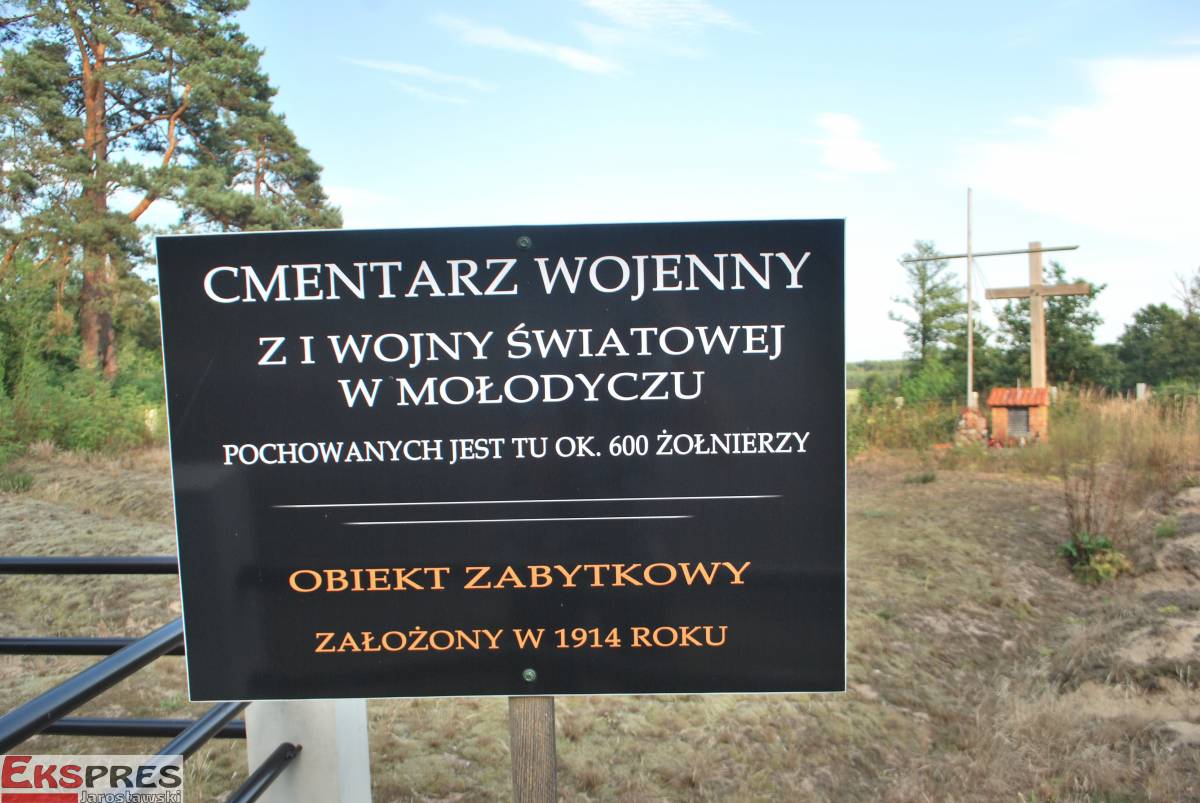 CMENTARZ WOJENNY
Z I WOJNY ŚWIATOWEJ
W MOŁODYCZU
POCHOWANYCH JEST TU OK. 600 ŻOŁNIERZY
OBIEKT ZABYTKOWY
ZAŁOŻONY W 1914 ROKU
EKSPRES
Jarosławski